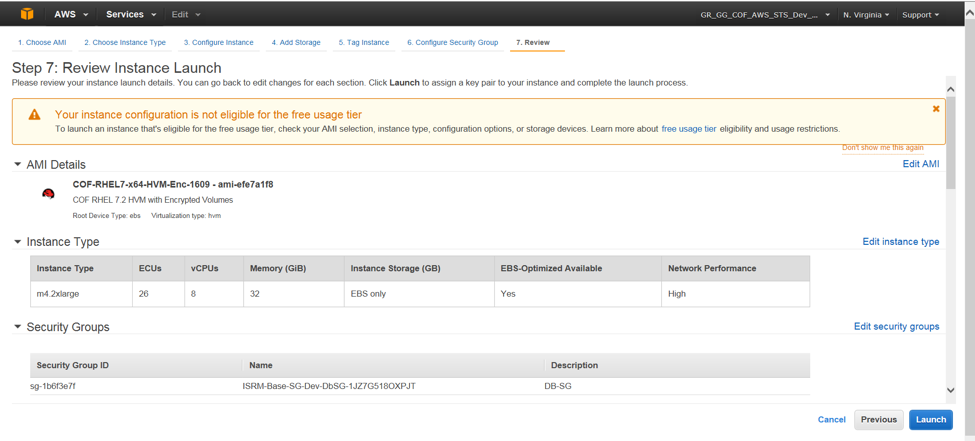 AWS Services Edit GR_GG_COF_AWS_STS_Dev_... N. Virginia Support
1. Choose AMI 2. Choose Instance Type 3. Configure Instance 4. Add Storage 5. Tag Instance 6. Configure Security Group 7. Review
Step 7: Review Instance Launch
Please review your instance launch details. You can go back to edit changes for each section. Click Launch to assign a key pair to your instance and complete the launch process.
Your instance configuration is not eligible for the free usage tier
To launch an instance that's eligible for the free usage tier, check your AMI selection, instance type, configuration options, or storage devices. Learn more about free usage tier eligibility and usage restrictions.
Don't show me this again
AMI Details Edit AMI
COF-RHEL7-x64-HVM-Enc-1609 - ami-efe7a1f8
COF RHEL 7.2 HVM with Encrypted Volumes
Root Device Type: ebs Virtualization type: hvm
Instance Type Edit instance type
Instance Type ECUs vCPUs Memory (GiB) Instance Storage (GB) EBS-Optimized Available Network Performance
m4.2xlarge 26 8 32 EBS only Yes High
Security Groups Edit security groups
Security Group ID Name Description
sg-1b6f3e7f ISRM-Base-SG-Dev-DbSG-1JZ7G518OXPJT DB-SG
Cancel Previous Launch